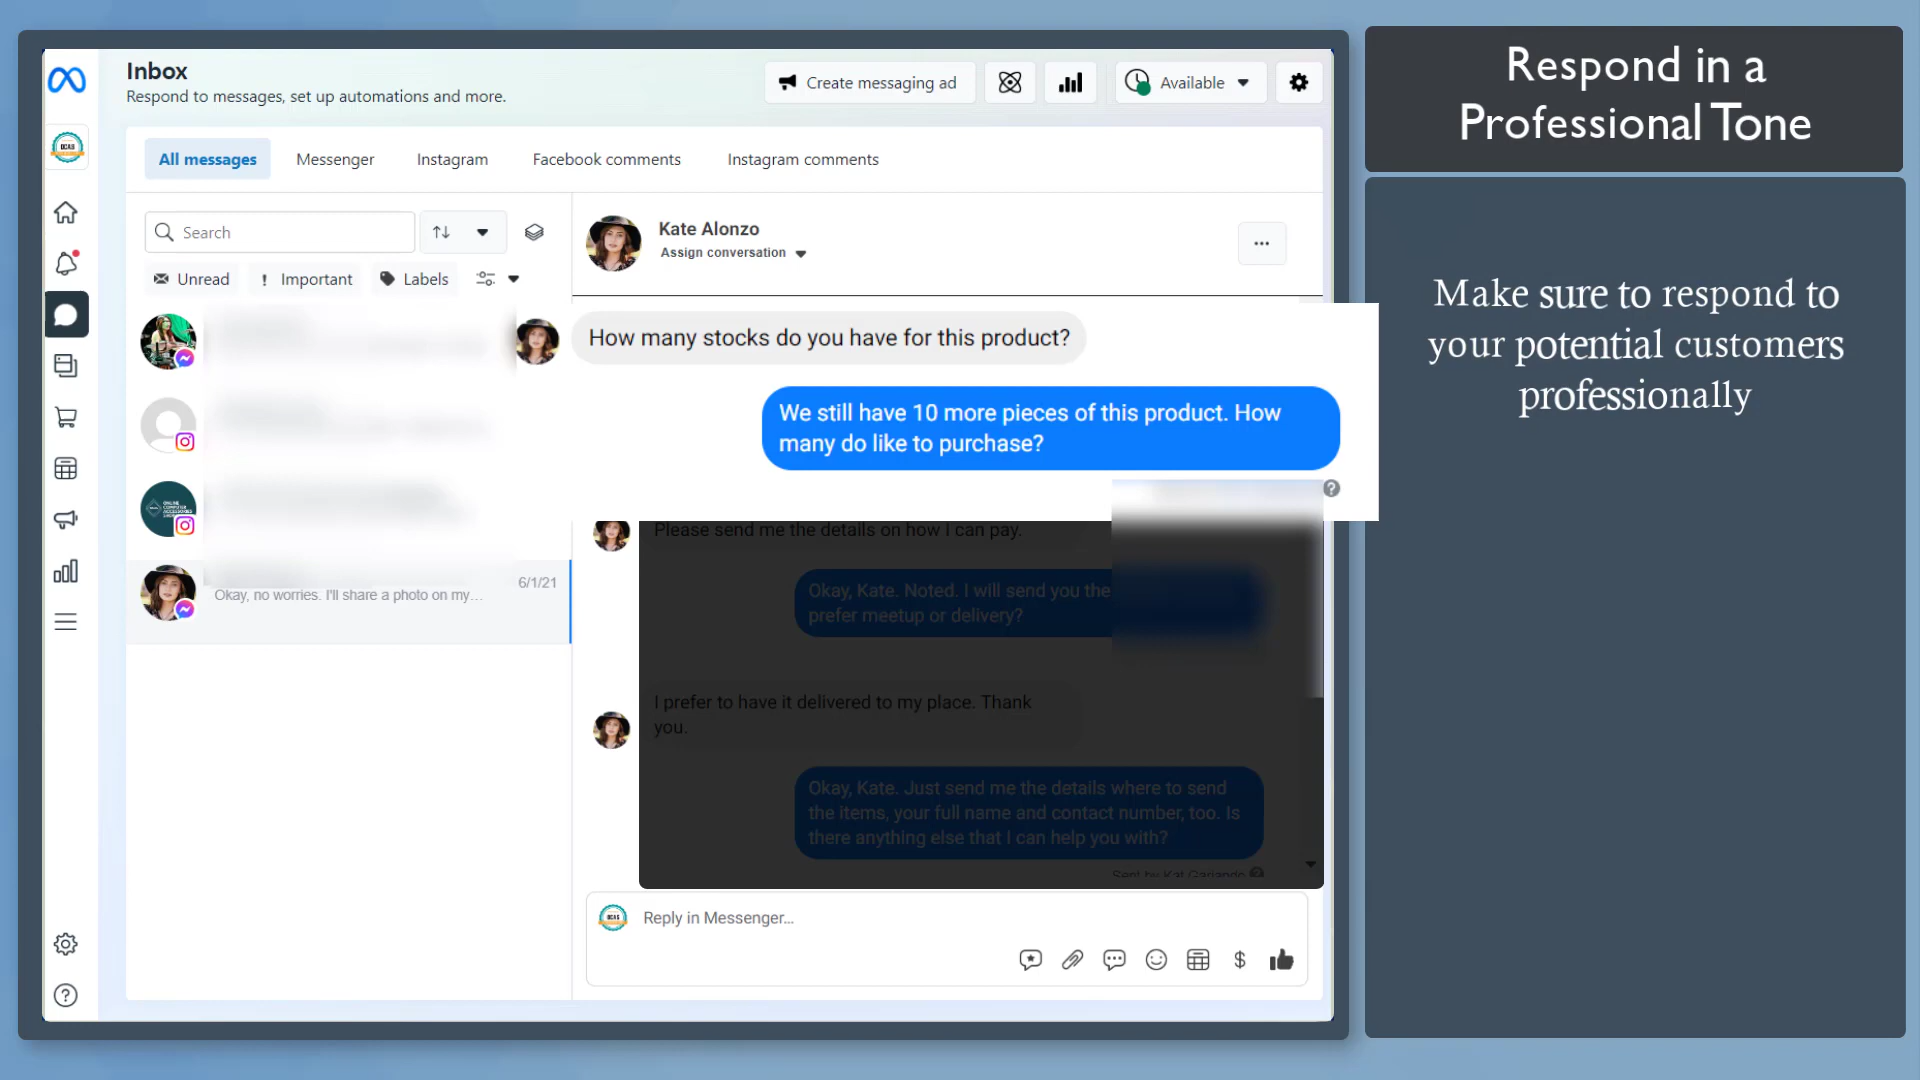 Inbox
Respond to messages, set up automations and more.
Create messaging ad
Available
All messages
Messenger
Instagram
Facebook comments
Instagram comments
Search
Unread
Important
Labels
Okay, no worries. I'll share a photo on my...
6/1/21
Kate Alonzo
Assign conversation
How many stocks do you have for this product?
We still have 10 more pieces of this product. How
many do like to purchase?
Please send me the details on how I can pay.
Okay, Kate. Noted. I will send you the
prefer meetup or delivery?
I prefer to have it delivered to my place. Thank
you.
Okay, Kate. Just send me the details where to send
the items, your full name and contact number, too. Is
there anything else that I can help you with?
Sent by Kat Gariando
Reply in Messenger...
Respond in a
Professional Tone
Make sure to respond to
your potential customers
professionally